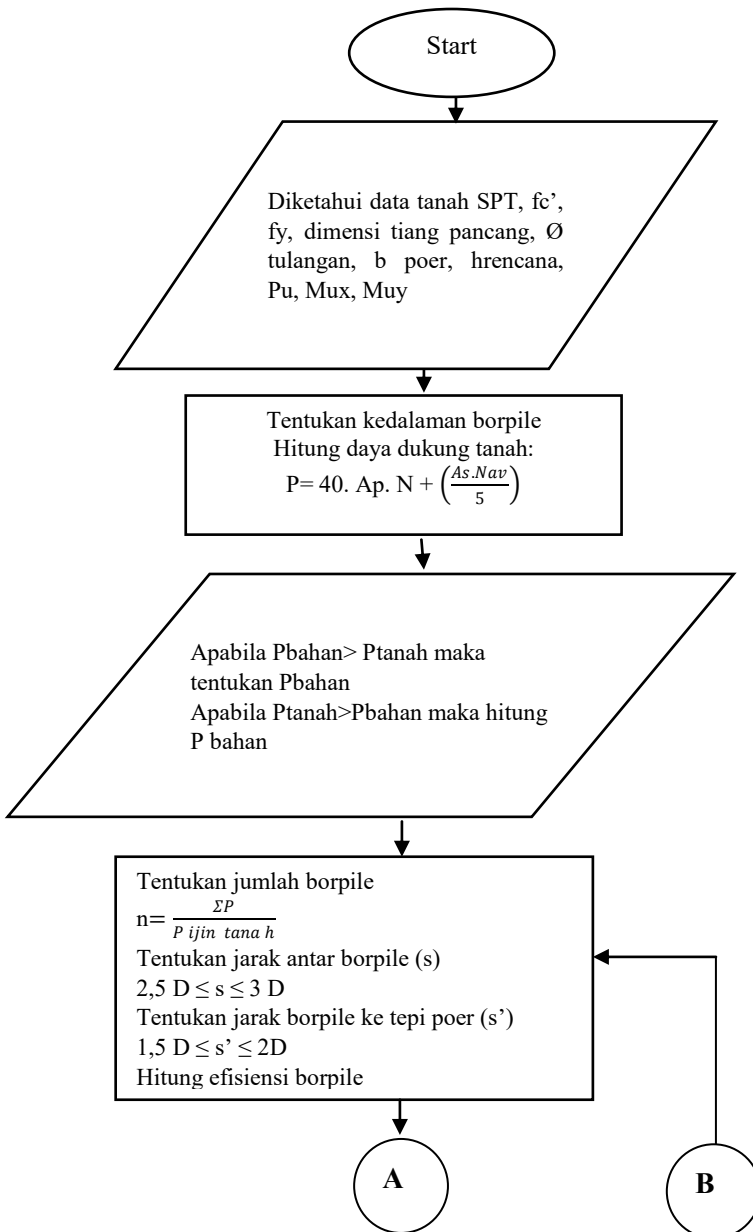 Start
Diketahui data tanah SPT, fc’,
fy, dimensi tiang pancang, Ø
tulangan, b poer, hrencana,
Pu, Mux, Muy
Tentukan kedalaman borpile
Hitung daya dukung tanah:
P= 40. Ap. N + (As.Nav/5)
Apabila Pbahan> Ptanah maka
tentukan Pbahan
Apabila Ptanah>Pbahan maka hitung
P bahan
Tentukan jumlah borpile
n= ΣP/P ijin tana h
Tentukan jarak antar borpile (s)
2,5 D ≤ s ≤ 3 D
Tentukan jarak borpile ke tepi poer (s’)
1,5 D ≤ s’ ≤ 2D
Hitung efisiensi borpile
A
B